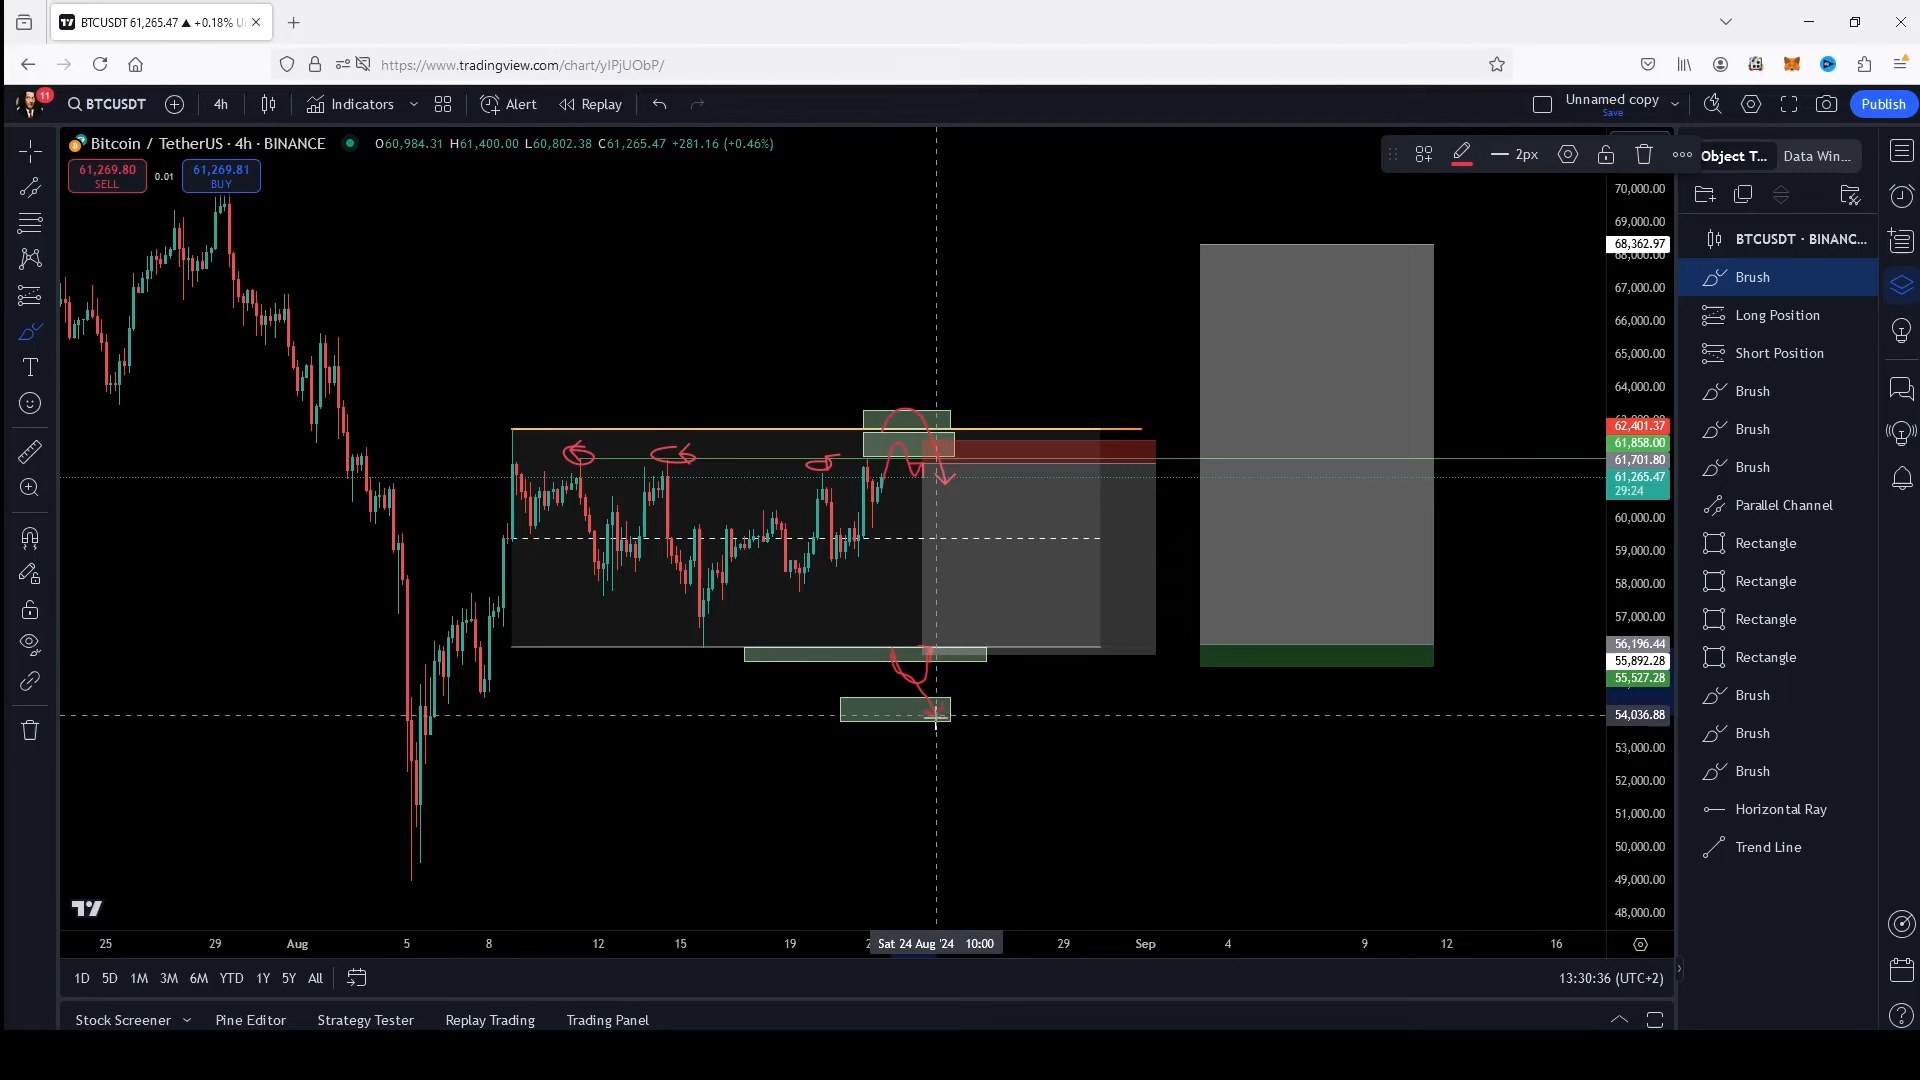 BTCUSDT 61,265.47 ▲ +0.18% U
https://www.tradingview.com/chart/yIPjUObP/
11
BTCUSDT
4h
Indicators
Alert
Replay
Unnamed copy
Save
Publish
Bitcoin / TetherUS · 4h · BINANCE
O60,984.31 H61,400.00 L60,802.38 C61,265.47 +281.16 (+0.46%)
61,269.80
SELL
0.01
61,269.81
BUY
2px
Object T...
Data Win...
70,000.00
69,000.00
68,362.97
68,000.00
67,000.00
66,000.00
65,000.00
64,000.00
62,401.37
61,858.00
61,701.80
61,265.47
29:24
60,000.00
59,000.00
58,000.00
57,000.00
56,196.44
55,892.28
55,527.28
54,036.88
53,000.00
52,000.00
51,000.00
50,000.00
49,000.00
48,000.00
BTCUSDT · BINANC...
Brush
Long Position
Short Position
Brush
Brush
Brush
Parallel Channel
Rectangle
Rectangle
Rectangle
Rectangle
Brush
Brush
Brush
Horizontal Ray
Trend Line
25
29
Aug
5
8
12
15
19
Sat 24 Aug '24 10:00
29
Sep
4
9
12
16
1D 5D 1M 3M 6M YTD 1Y 5Y All
13:30:36 (UTC+2)
Stock Screener
Pine Editor
Strategy Tester
Replay Trading
Trading Panel